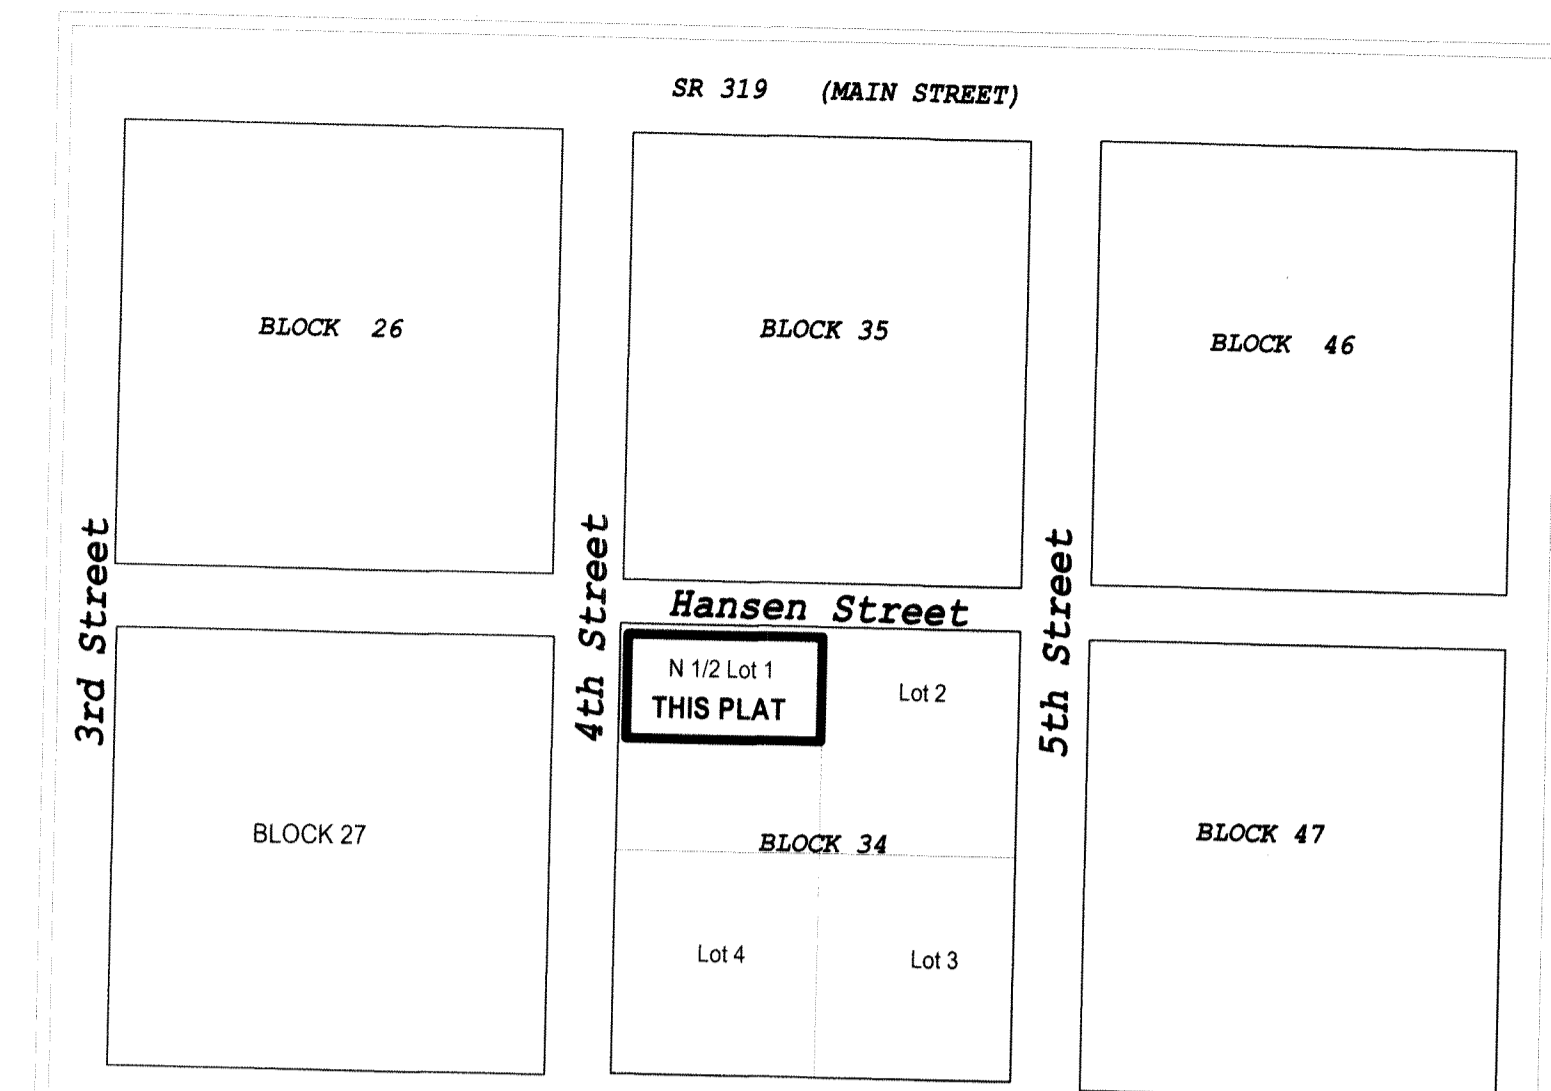 SR 319 (MAIN STREET)
BLOCK 26
BLOCK 35
BLOCK 46
3rd Street
4th Street
5th Street
Hansen Street
N 1/2 Lot 1
THIS PLAT
Lot 2
BLOCK 27
BLOCK 34
BLOCK 47
Lot 4
Lot 3